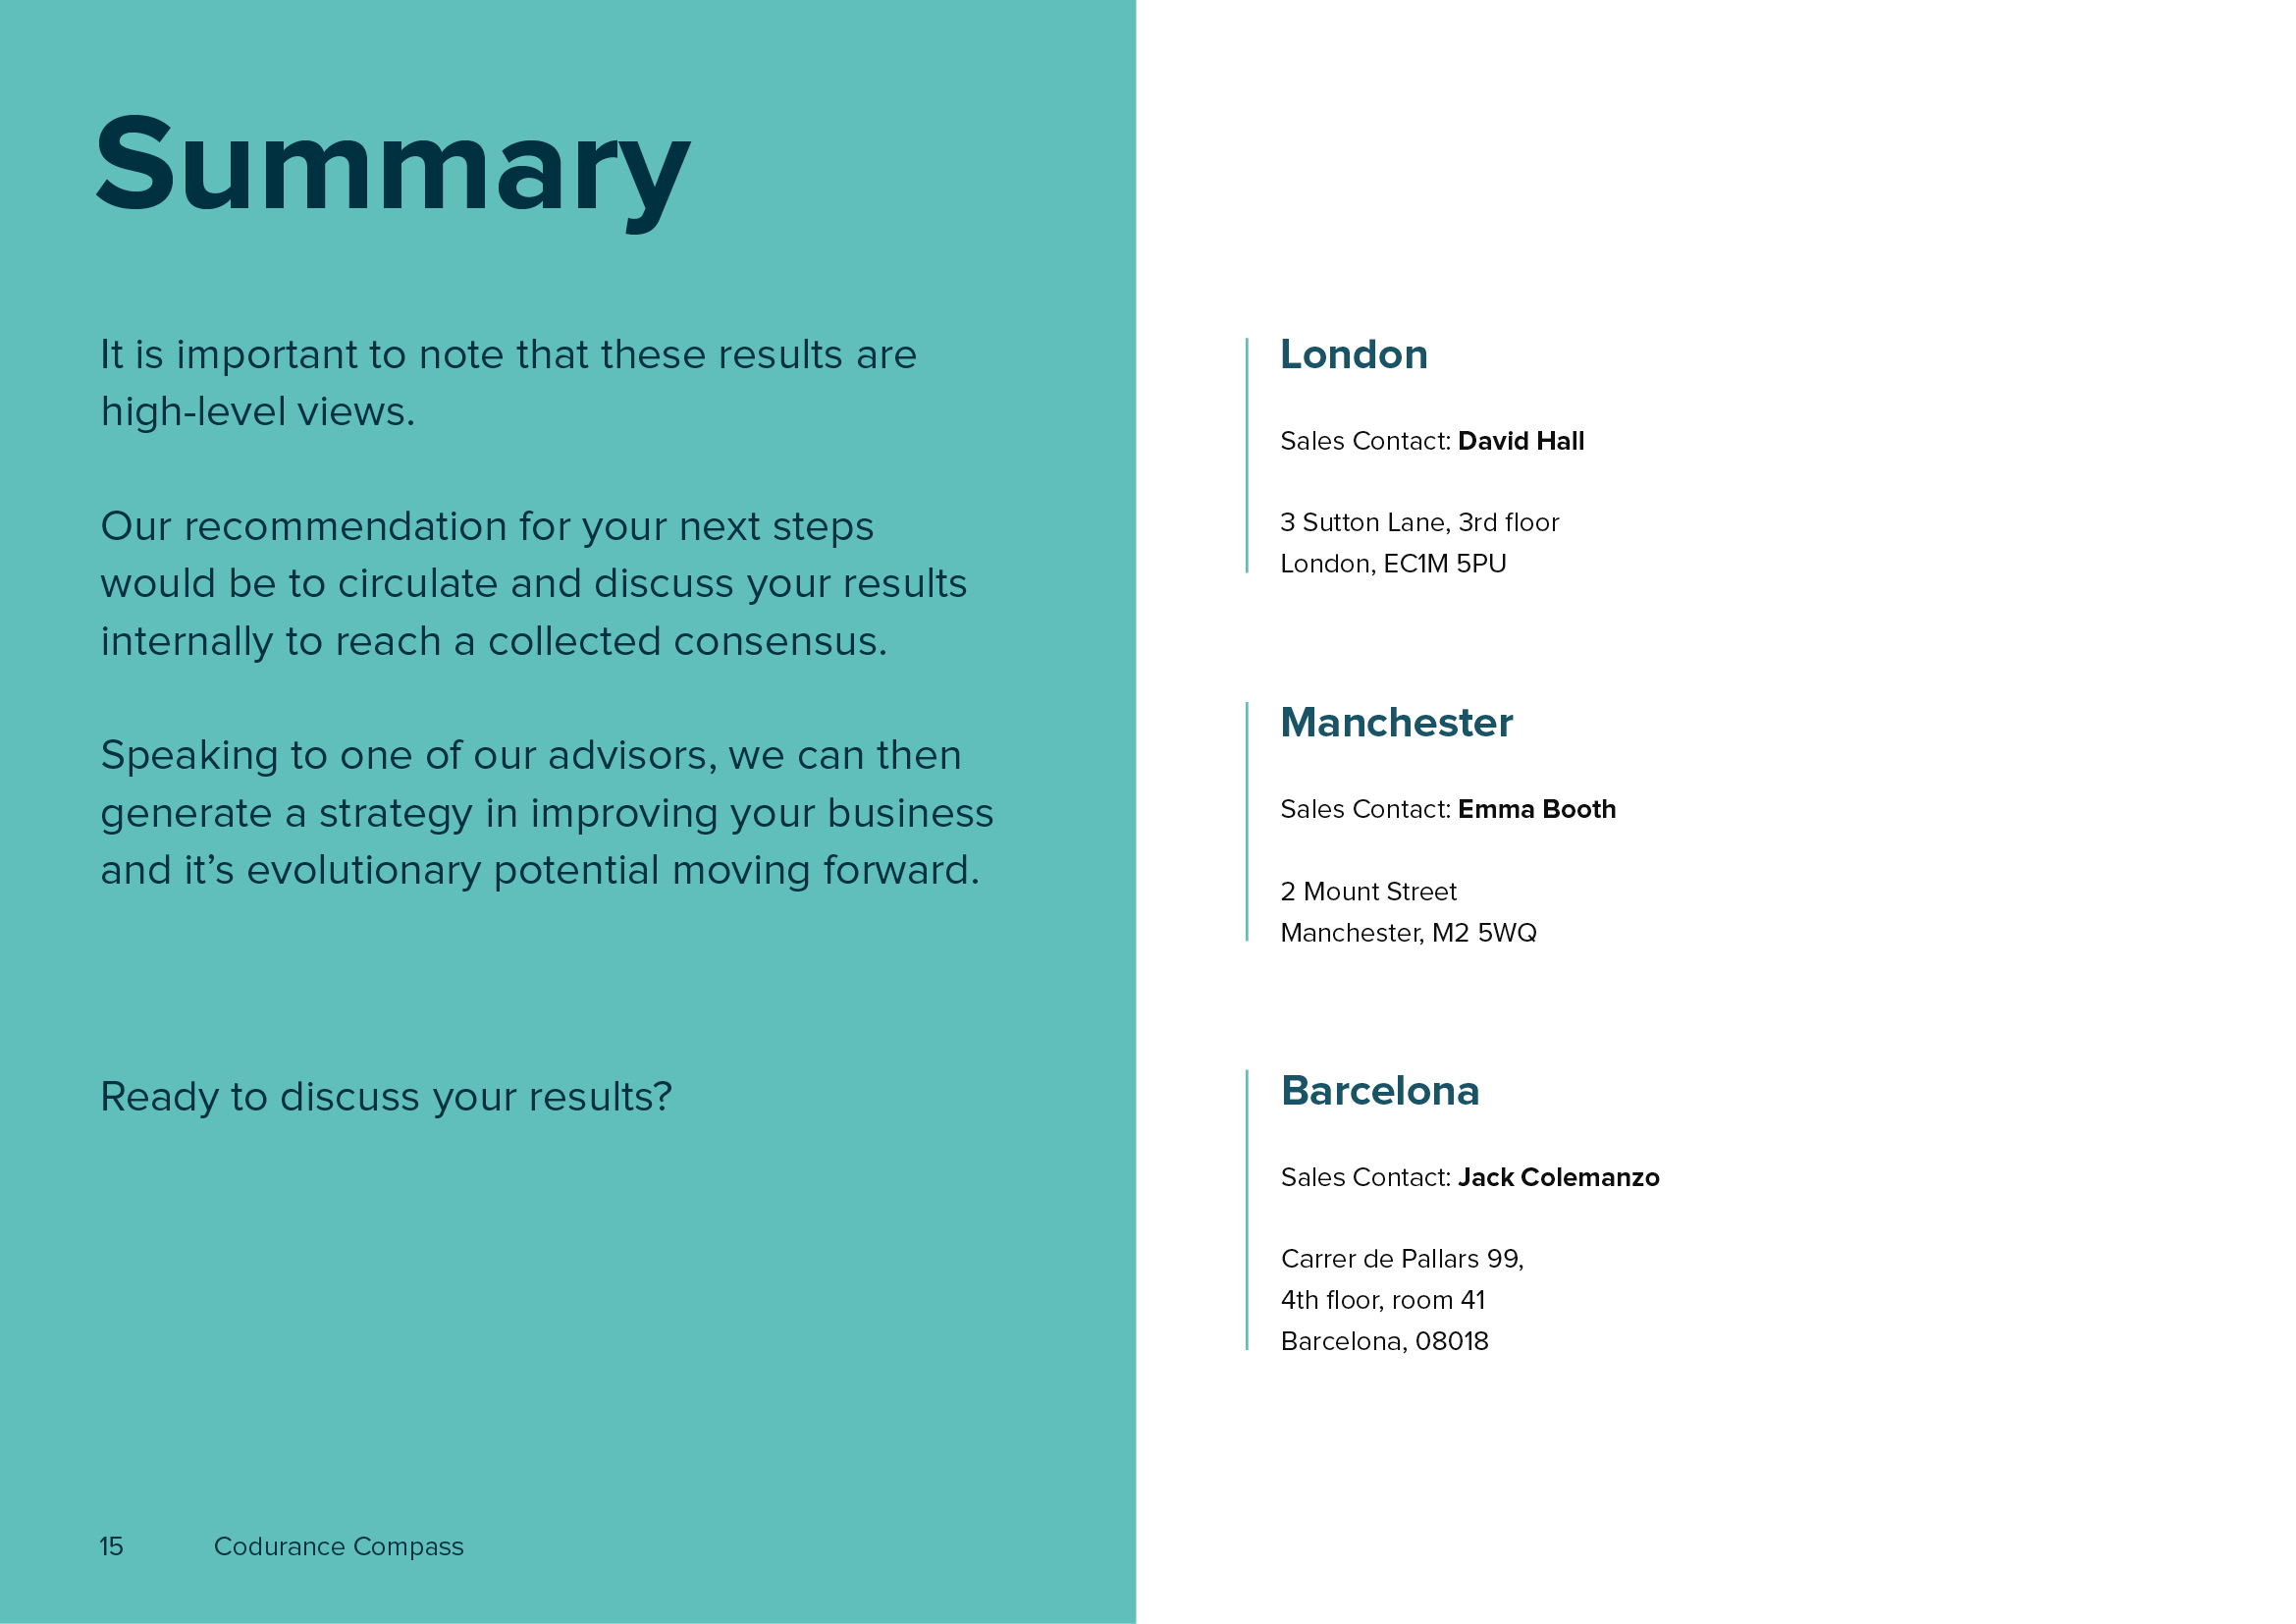 Summary
It is important to note that these results are
high-level views.
Our recommendation for your next steps
would be to circulate and discuss your results
internally to reach a collected consensus.
Speaking to one of our advisors, we can then
generate a strategy in improving your business
and it’s evolutionary potential moving forward.
Ready to discuss your results?
15 Codurance Compass
London
Sales Contact: David Hall
3 Sutton Lane, 3rd floor
London, EC1M 5PU
Manchester
Sales Contact: Emma Booth
2 Mount Street
Manchester, M2 5WQ
Barcelona
Sales Contact: Jack Colemanzo
Carrer de Pallars 99,
4th floor, room 41
Barcelona, 08018